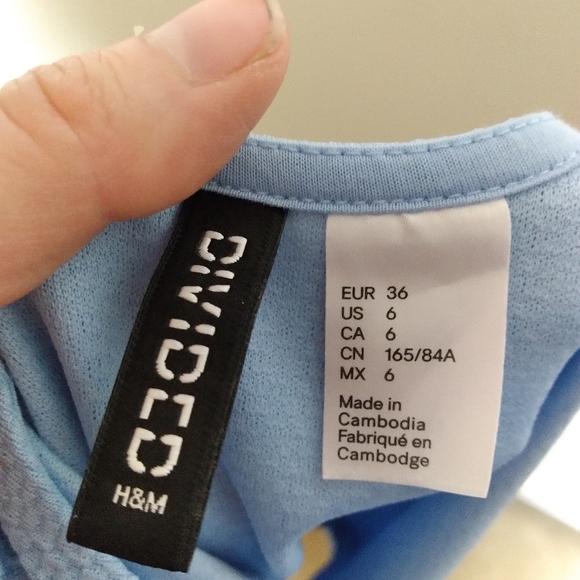 DIVIDED
H&M
EUR 36
US 6
CA 6
CN 165/84A
MX 6
Made in
Cambodia
Fabriqué en
Cambodge